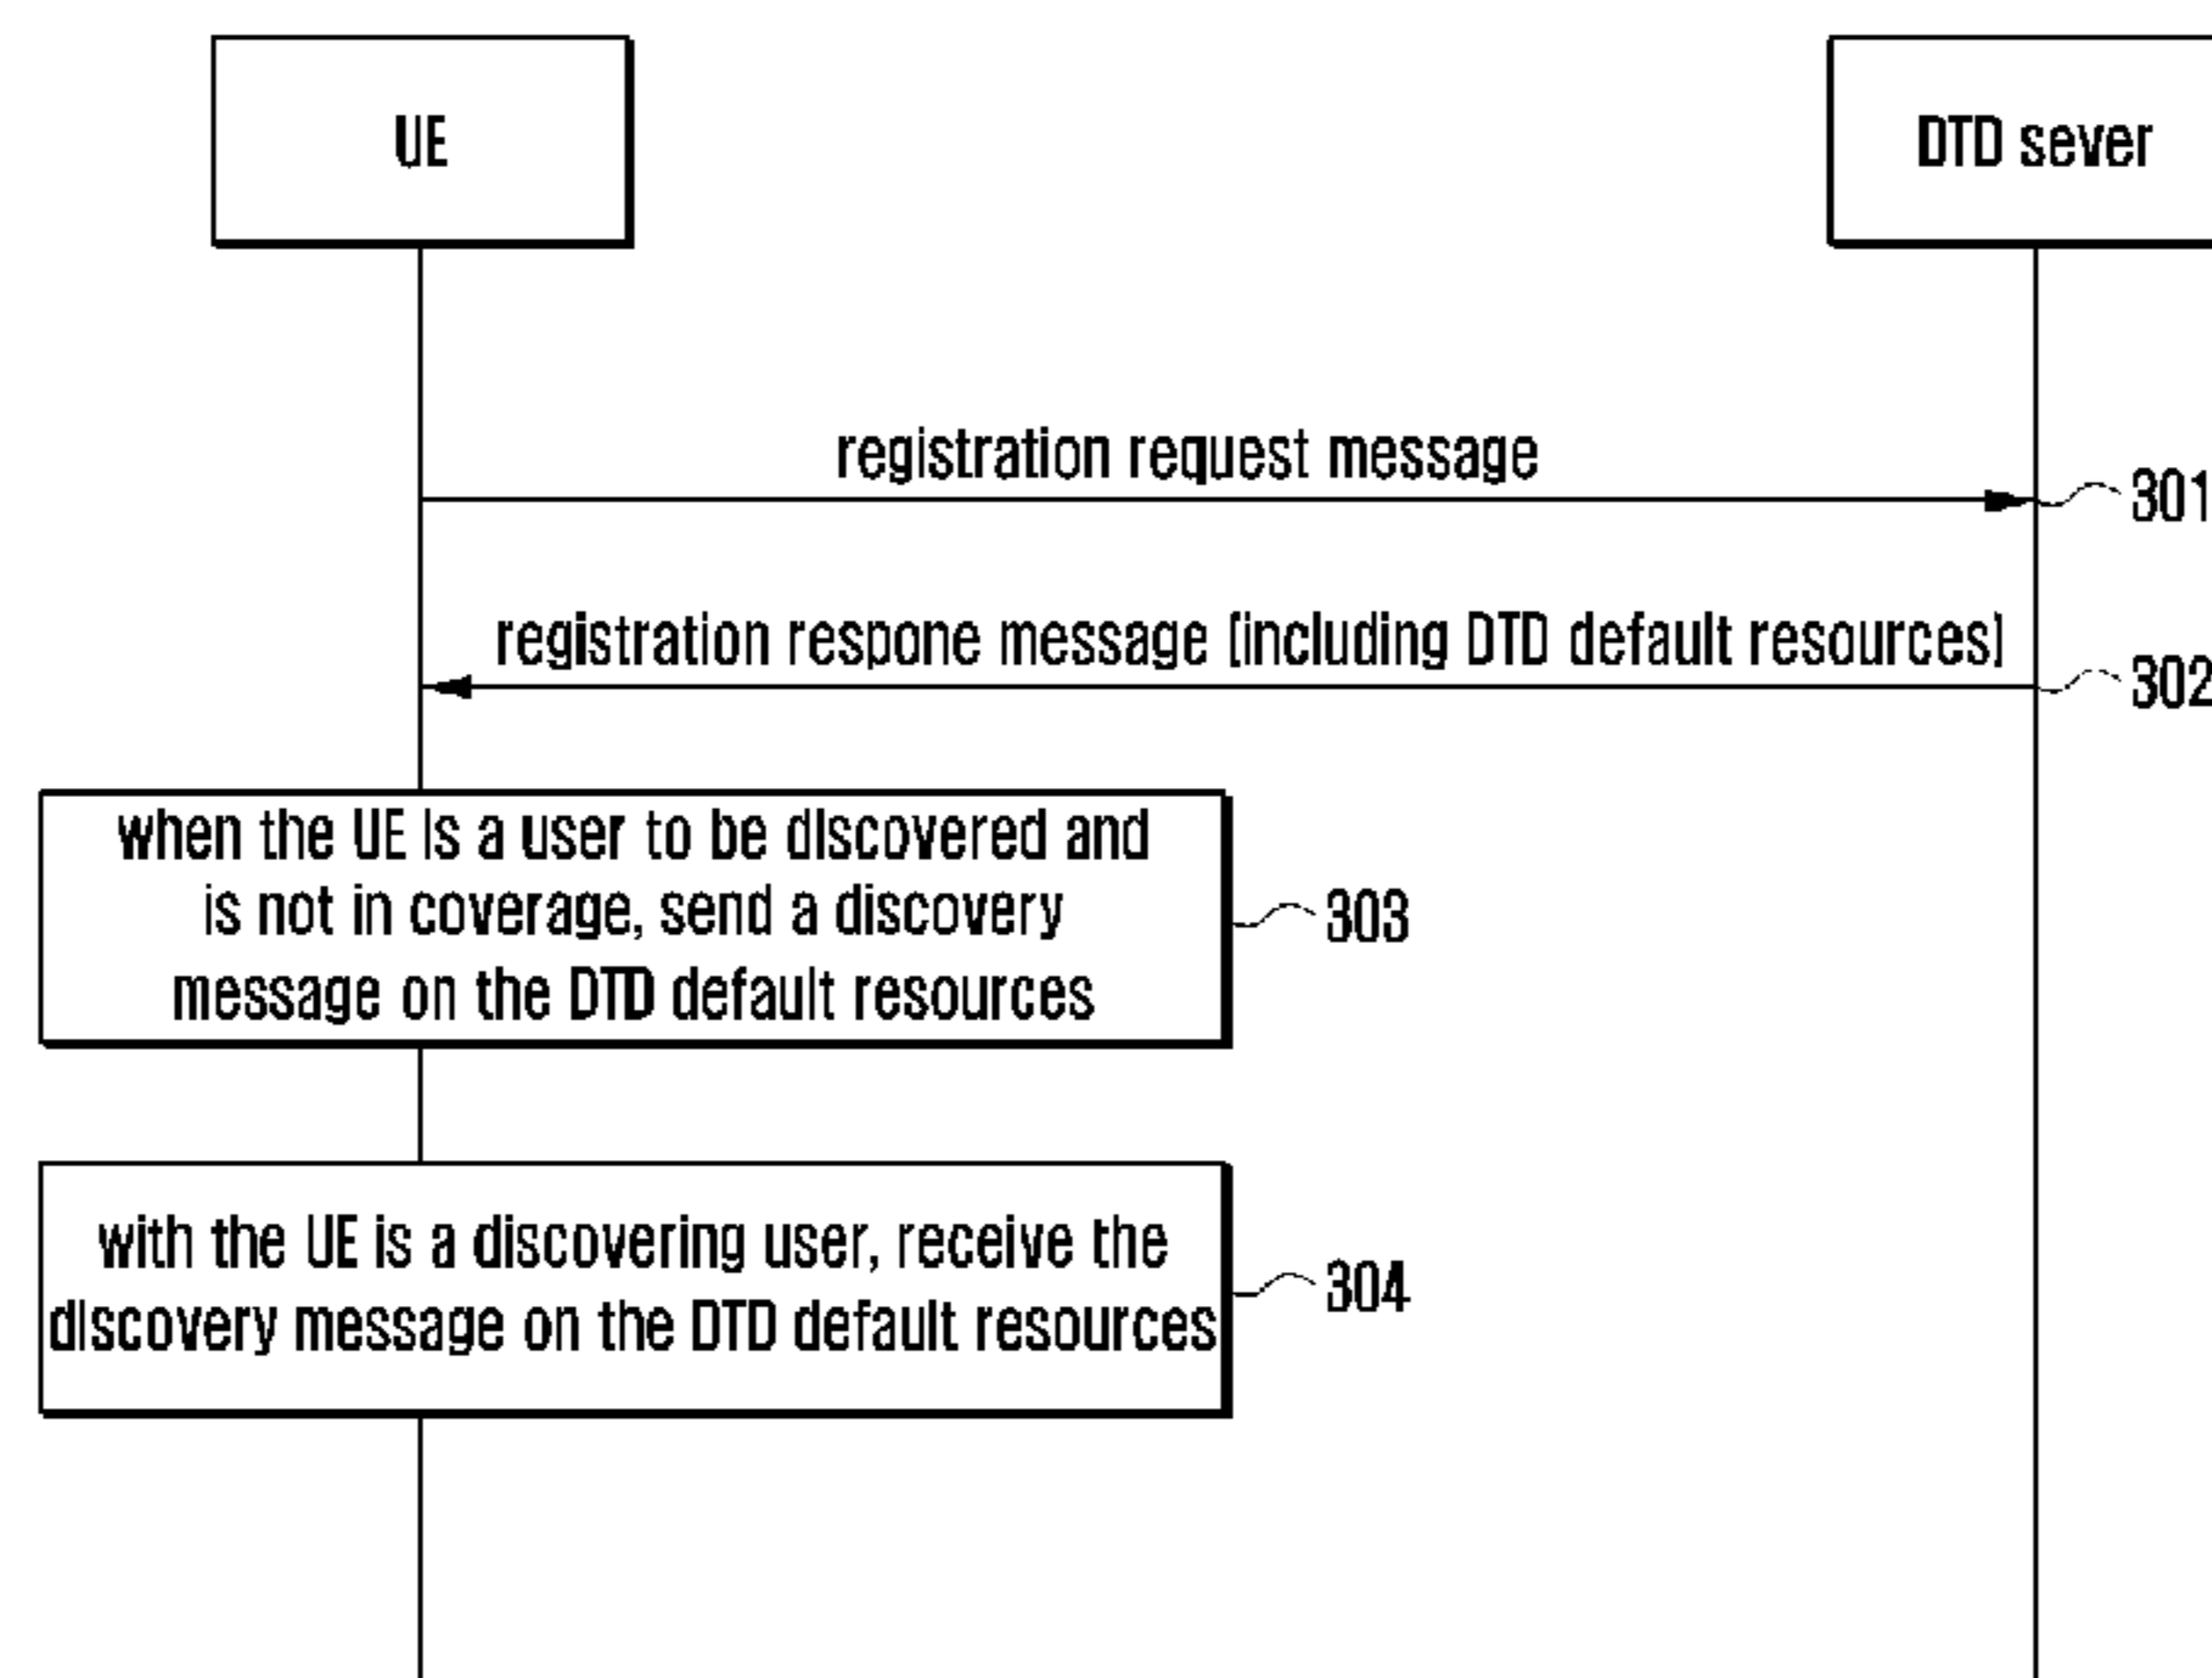 UE
DTD sever
registration request message
301
registration respone message (including DTD default resources)
302
when the UE is a user to be discovered and
is not in coverage, send a discovery
message on the DTD default resources
303
with the UE is a discovering user, receive the
discovery message on the DTD default resources
304